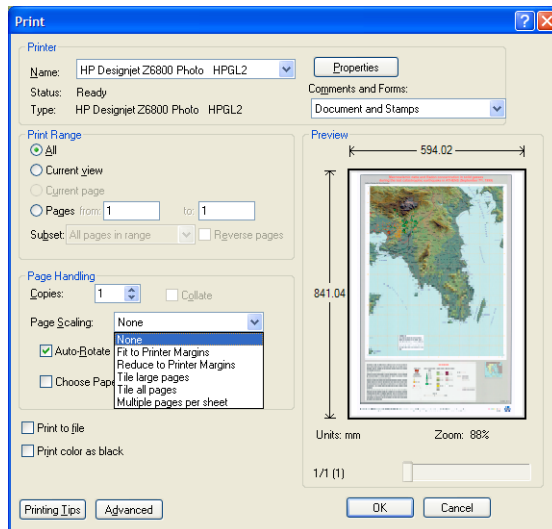 Print
Printer
Name: HP Designjet Z6800 Photo HPGL2
Properties
Status: Ready
Comments and Forms:
Type: HP Designjet Z6800 Photo HPGL2
Document and Stamps
Print Range
All
Current view
Current page
Pages from: 1 to: 1
Subset: All pages in range
Reverse pages
Page Handling
Copies: 1
Collate
Page Scaling: None
None
Auto-Rotate
Fit to Printer Margins
Reduce to Printer Margins
Tile large pages
Choose Pape
Tile all pages
Multiple pages per sheet
Print to file
Print color as black
Preview
594.02
841.04
Units: mm
Zoom: 88%
1/1 (1)
Printing Tips
Advanced
OK
Cancel